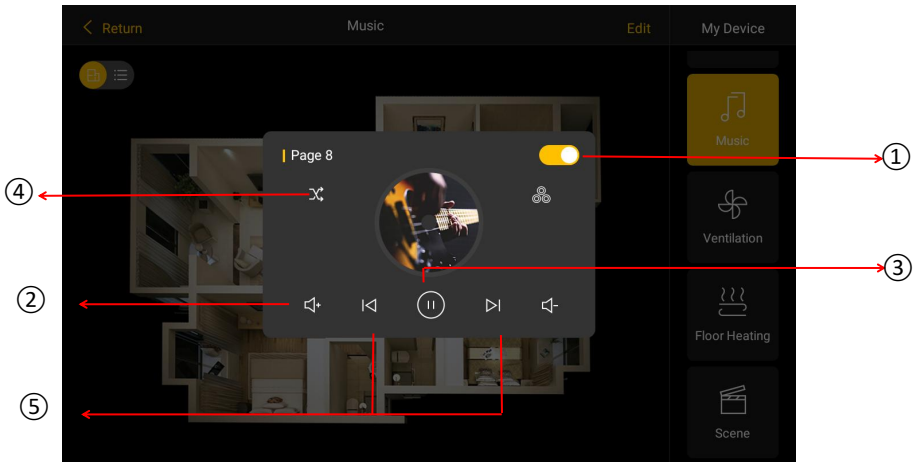 Return
Music
Edit
My Device
Music
Page 8
①
④
Ventilation
③
②
Floor Heating
⑤
Scene